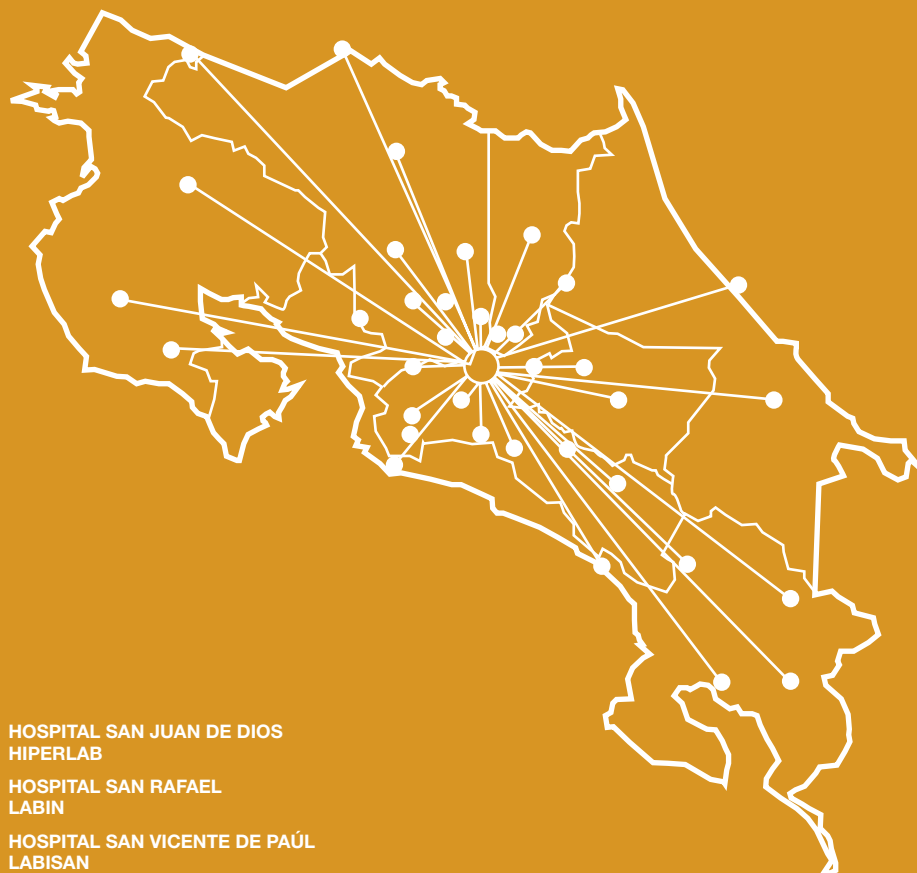 HOSPITAL SAN JUAN DE DIOS
HIPERLAB
HOSPITAL SAN RAFAEL
LABIN
HOSPITAL SAN VICENTE DE PAÚL
LABISAN